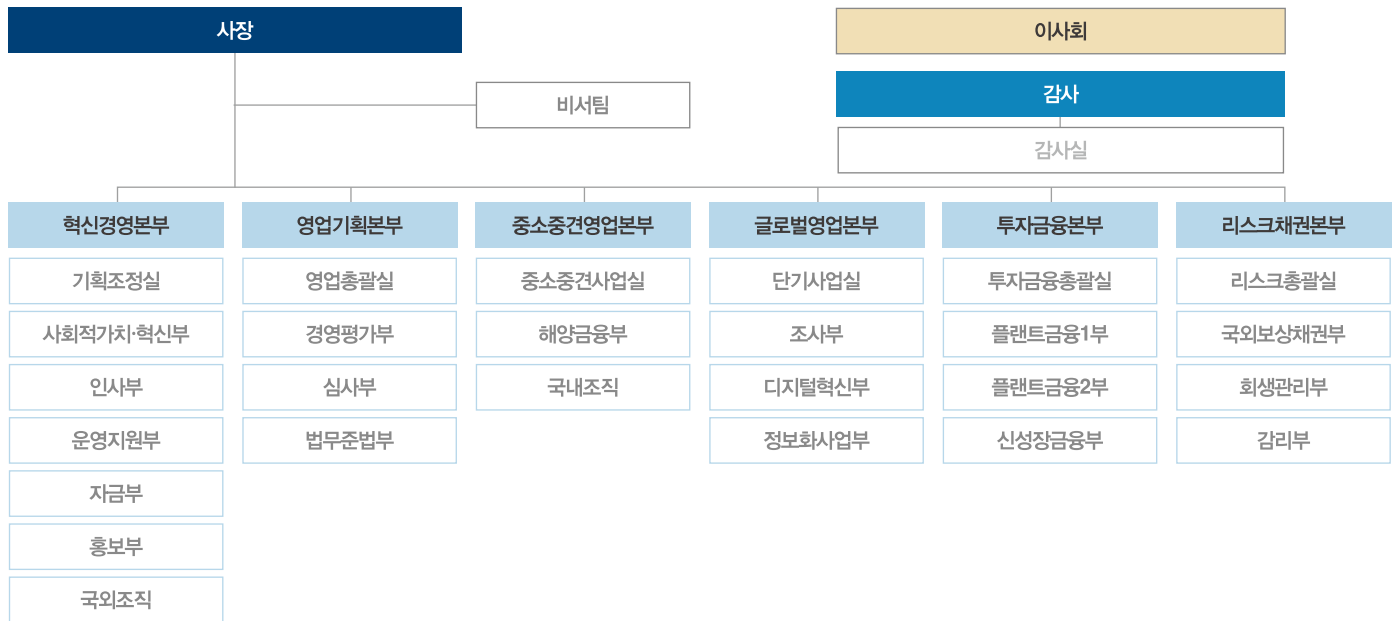 사장
이사회
감사
비서팀
감사실
혁신경영본부
기획조정실
사회적가치·혁신부
인사부
운영지원부
자금부
홍보부
국외조직
영업기획본부
영업총괄실
경영평가부
심사부
법무준법부
중소중견영업본부
중소중견사업실
해양금융부
국내조직
글로벌영업본부
단기사업실
조사부
디지털혁신부
정보화사업부
투자금융본부
투자금융총괄실
플랜트금융1부
플랜트금융2부
신성장금융부
리스크채권본부
리스크총괄실
국외보상채권부
회생관리부
감리부